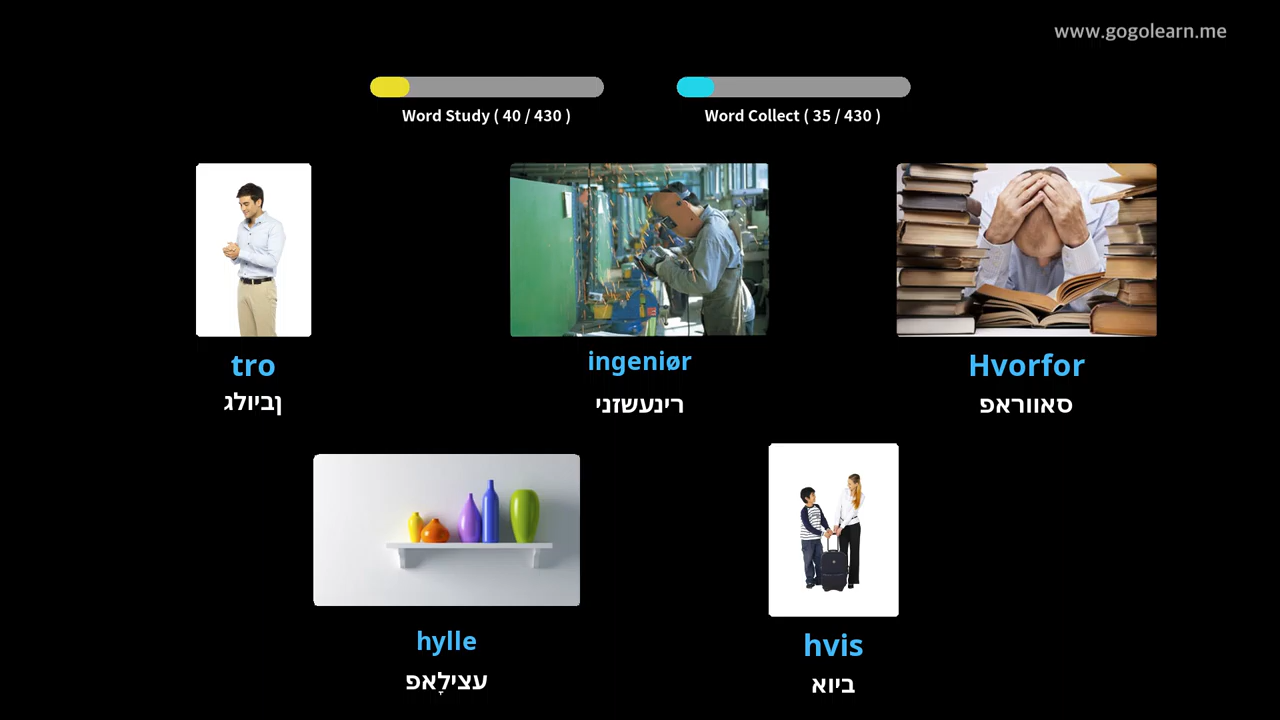 www.gogolearn.me
Word Study ( 40 / 430 )
Word Collect ( 35 / 430 )
tro
ןביולג
ingeniør
רינעשזני
Hvorfor
סאווראפ
hylle
עצילָאפ
hvis
ביוא